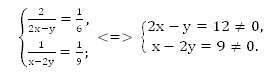 { 2/(2x−y) = 1/6, 1/(x−2y) = 1/9; <=> { 2x − y = 12 ≠ 0, x − 2y = 9 ≠ 0.